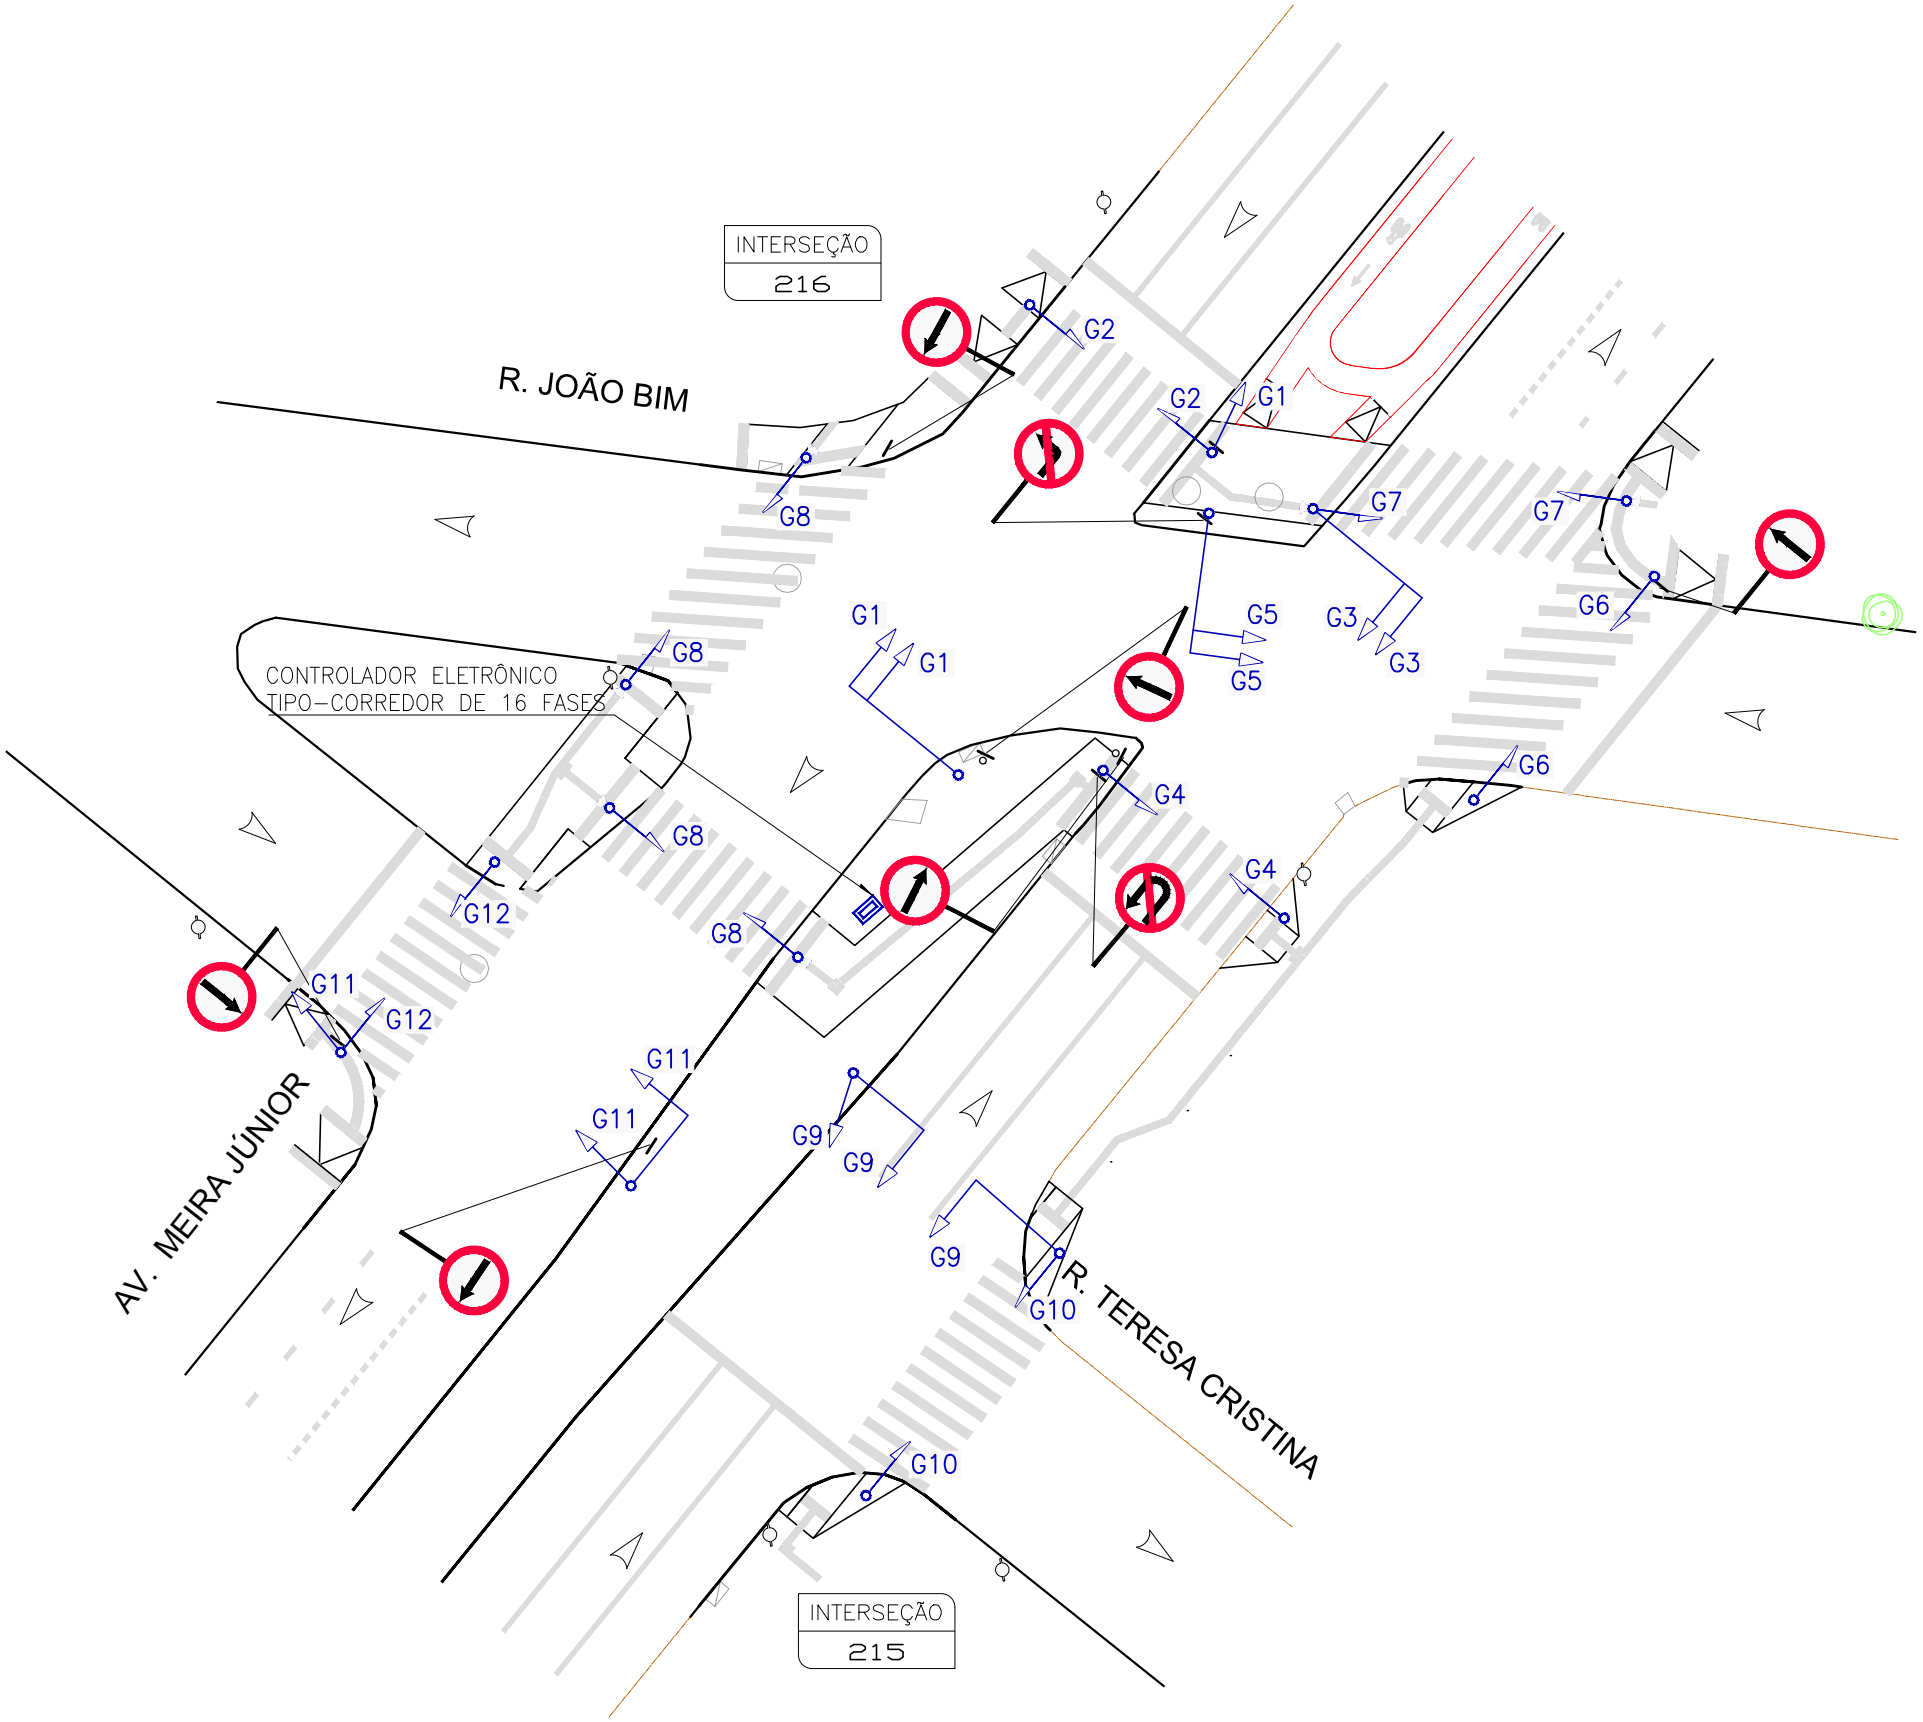 INTERSEÇÃO
216
G2
R. JOÃO BIM
G2
G1
G8
G7
G7
G6
G1
G5
G3
G8
G1
G3
CONTROLADOR ELETRÔNICO
TIPO-CORREDOR DE 16 FASES
G5
G6
G4
G8
G4
G12
G8
G11
G12
G11
G11
G9
G9
AV. MEIRA JÚNIOR
G9
G10
R. TERESA CRISTINA
G10
INTERSEÇÃO
215